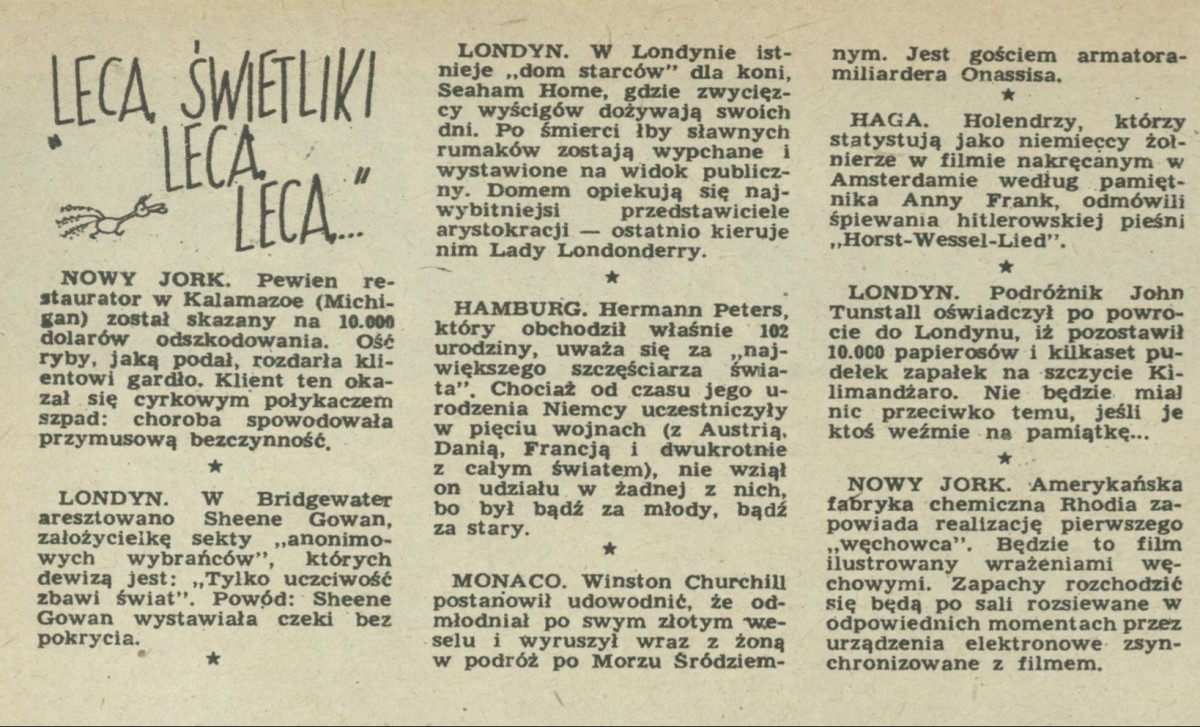 „LECĄ, ŚWIETLIKI
LECĄ,
LECĄ..."
NOWY JORK. Pewien re-
staurator w Kalamazoe (Michi-
gan) został skazany na 10.000
dolarów odszkodowania. Ość
ryby, jaką podał, rozdarła kli-
entowi gardło. Klient ten oka-
zał się cyrkowym połykaczem
szpad: choroba spowodowała
przymusową bezczynność.
★
LONDYN. W Bridgewater
aresztowano Sheene Gowan,
założycielkę sekty „anonimo-
wych wybrańców", których
dewizą jest: „Tylko uczciwość
zbawi świat". Powód: Sheene
Gowan wystawiała czeki bez
pokrycia.
★
LONDYN. W Londynie ist-
nieje „dom starców" dla koni,
Seaham Home, gdzie zwycięz-
cy wyścigów dożywają swoich
dni. Po śmierci łby sławnych
rumaków zostają wypchane i
wystawione na widok publicz-
ny. Domem opiekują się naj-
wybitniejsi przedstawiciele
arystokracji — ostatnio kieruje
nim Lady Londonderry.
★
HAMBURG. Hermann Peters,
który obchodził właśnie 102
urodziny, uważa się za „naj-
większego szczęściarza świa-
ta". Chociaż od czasu jego u-
rodzenia Niemcy uczestniczyły
w pięciu wojnach (z Austrią,
Danią, Francją i dwukrotnie
z całym światem), nie wziął
on udziału w żadnej z nich,
bo był bądź za młody, bądź
za stary.
★
MONACO. Winston Churchill
postanowił udowodnić, że od-
młodniał po swym złotym we-
selu i wyruszył wraz z żoną
w podróż po Morzu Śródziem-
nym. Jest gościem armatora-
miliardera Onassisa.
★
HAGA. Holendrzy, którzy
statystują jako niemieccy żoł-
nierze w filmie nakręcanym w
Amsterdamie według pamięt-
nika Anny Frank, odmówili
śpiewania hitlerowskiej pieśni
„Horst-Wessel-Lied".
★
LONDYN. Podróżnik John
Tunstall oświadczył po powro-
cie do Londynu, iż pozostawił
10.000 papierosów i kilkaset pu-
dełek zapałek na szczycie Ki-
limandżaro. Nie będzie miał
nic przeciwko temu, jeśli je
ktoś weźmie na pamiątkę...
★
NOWY JORK. Amerykańska
fabryka chemiczna Rhodia za-
powiada realizację pierwszego
„węchowca". Będzie to film
ilustrowany wrażeniami wę-
chowymi. Zapachy rozchodzić
się będą po sali rozsiewane w
odpowiednich momentach przez
urządzenia elektronowe zsyn-
chronizowane z filmem.